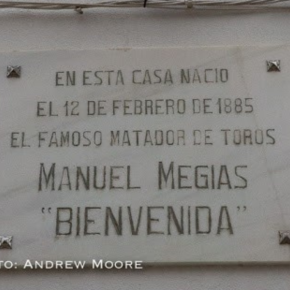 EN ESTA CASA NACIO
EL 12 DE FEBRERO DE 1885
EL FAMOSO MATADOR DE TOROS
MANUEL MEGIAS
"BIENVENIDA"
TO: ANDREW MOORE